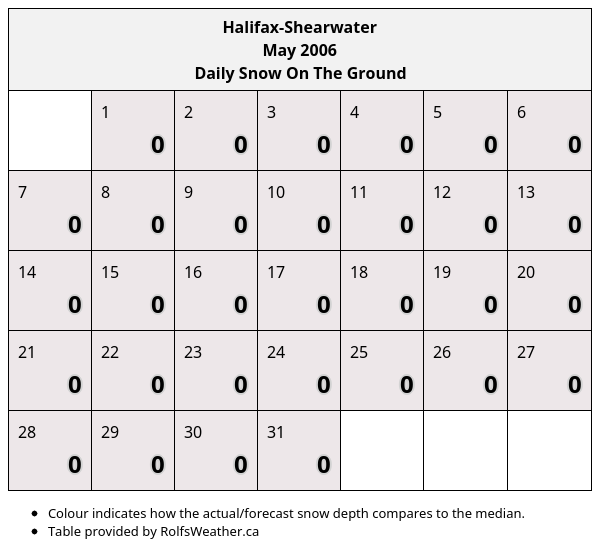 Halifax-Shearwater
May 2006
Daily Snow On The Ground
1 2 3 4 5 6
0 0 0 0 0 0
7 8 9 10 11 12 13
0 0 0 0 0 0 0
14 15 16 17 18 19 20
0 0 0 0 0 0 0
21 22 23 24 25 26 27
0 0 0 0 0 0 0
28 29 30 31
0 0 0 0
• Colour indicates how the actual/forecast snow depth compares to the median.
• Table provided by RolfsWeather.ca